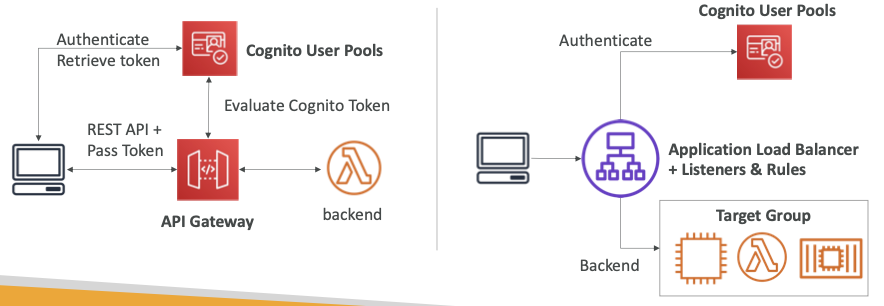 Authenticate
Retrieve token
Cognito User Pools
Evaluate Cognito Token
REST API +
Pass Token
API Gateway
backend
Cognito User Pools
Authenticate
Application Load Balancer
+ Listeners & Rules
Target Group
Backend